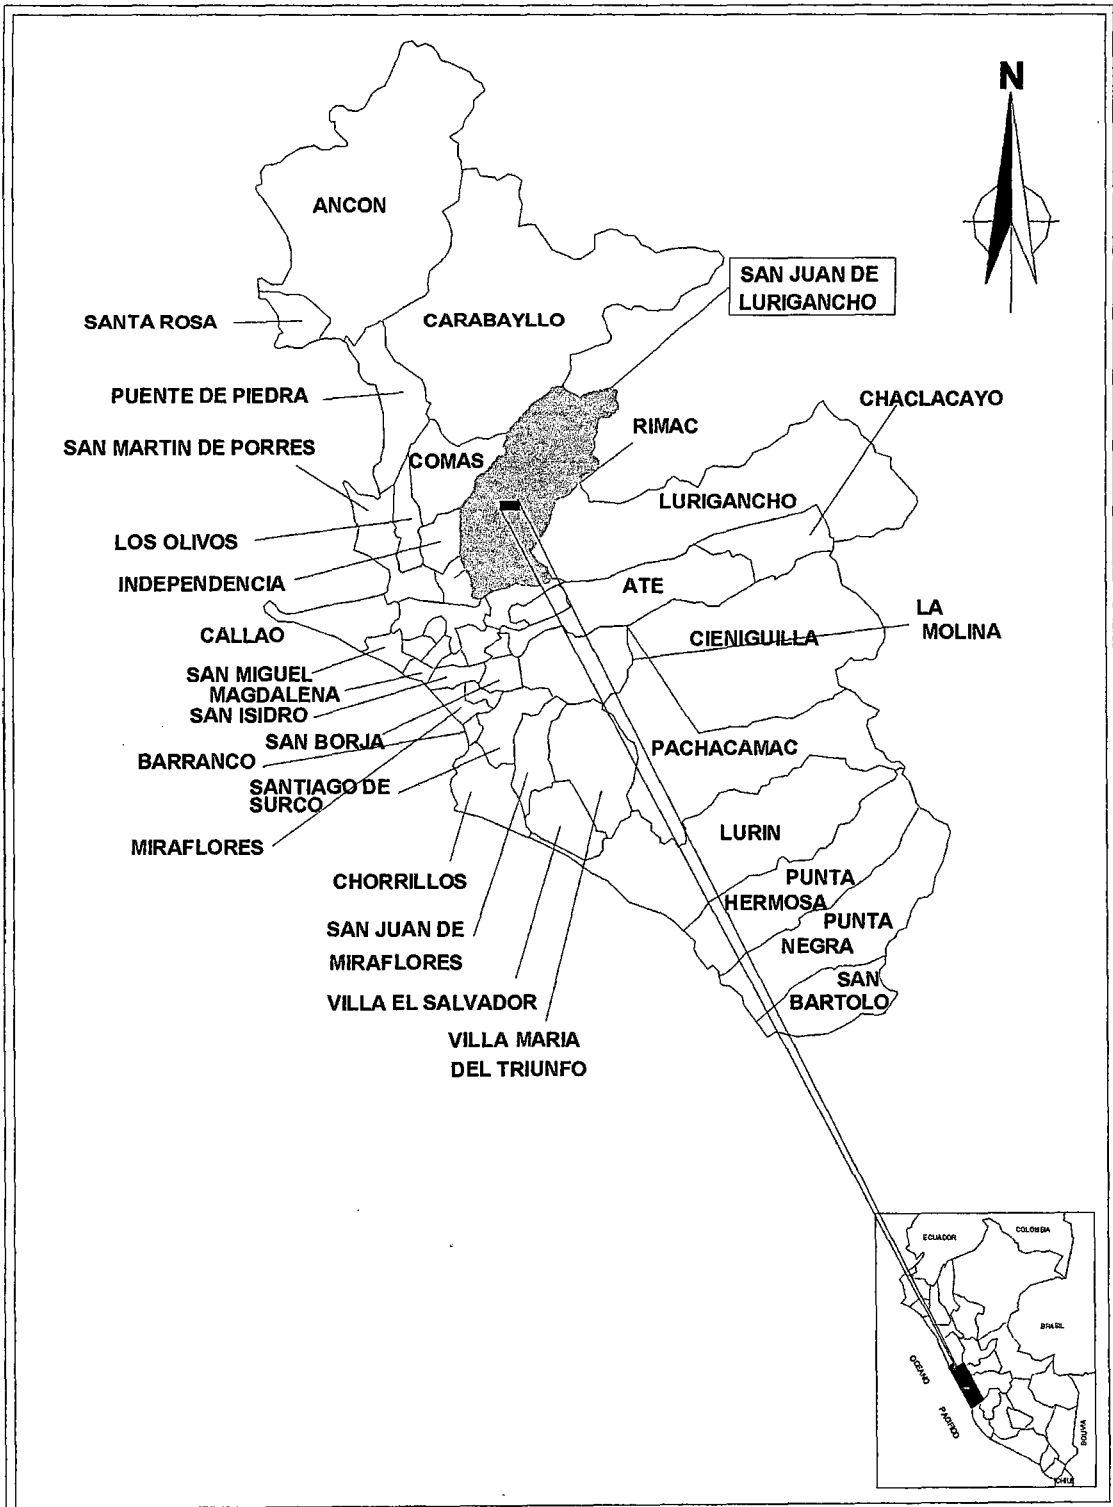 N
ANCON
SAN JUAN DE
LURIGANCHO
SANTA ROSA
CARABAYLLO
PUENTE DE PIEDRA
CHACLACAYO
RIMAC
SAN MARTIN DE PORRES
COMAS
LURIGANCHO
LOS OLIVOS
INDEPENDENCIA
ATE
LA
MOLINA
CALLAO
CIENIGUILLA
SAN MIGUEL
MAGDALENA
SAN ISIDRO
SAN BORJA
PACHACAMAC
BARRANCO
SANTIAGO DE
SURCO
MIRAFLORES
LURIN
CHORRILLOS
PUNTA
HERMOSA
PUNTA
NEGRA
SAN JUAN DE
MIRAFLORES
SAN
BARTOLO
VILLA EL SALVADOR
VILLA MARIA
DEL TRIUNFO
ECUADOR
COLOMBIA
BRASIL
OCEANO
PACIFICO
BOLIVIA
CHILE